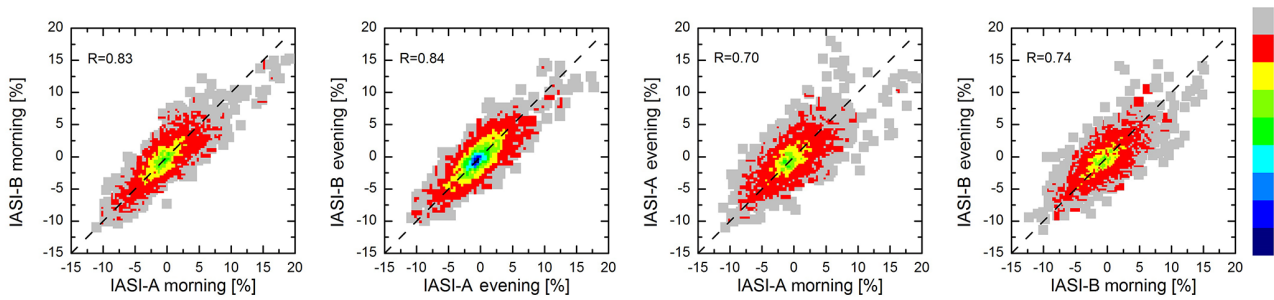 20
15
10
5
0
-5
-10
-15
-15 -10 -5 0 5 10 15 20
R=0.83
IASI-B morning [%]
IASI-A morning [%]
20
15
10
5
0
-5
-10
-15
-15 -10 -5 0 5 10 15 20
R=0.84
IASI-B evening [%]
IASI-A evening [%]
20
15
10
5
0
-5
-10
-15
-15 -10 -5 0 5 10 15 20
R=0.70
IASI-A evening [%]
IASI-A morning [%]
20
15
10
5
0
-5
-10
-15
-15 -10 -5 0 5 10 15 20
R=0.74
IASI-B evening [%]
IASI-B morning [%]